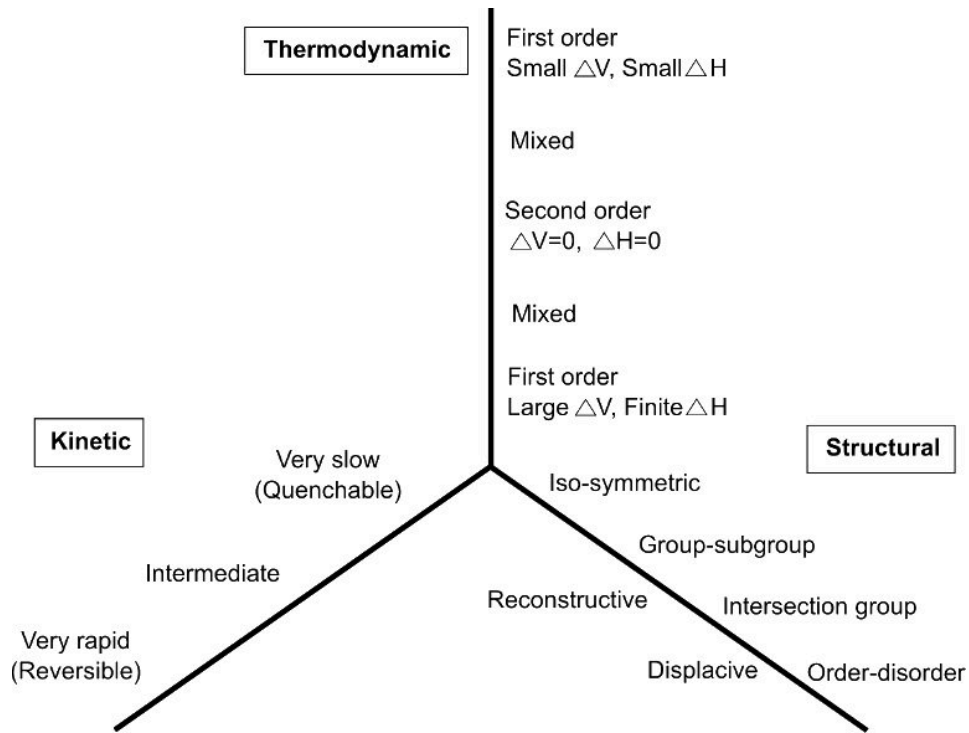 Thermodynamic
First order
Small △V, Small △H
Mixed
Second order
△V=0, △H=0
Mixed
First order
Large △V, Finite △H
Kinetic
Very slow
(Quenchable)
Intermediate
Very rapid
(Reversible)
Structural
Iso-symmetric
Group-subgroup
Reconstructive
Intersection group
Displacive
Order-disorder